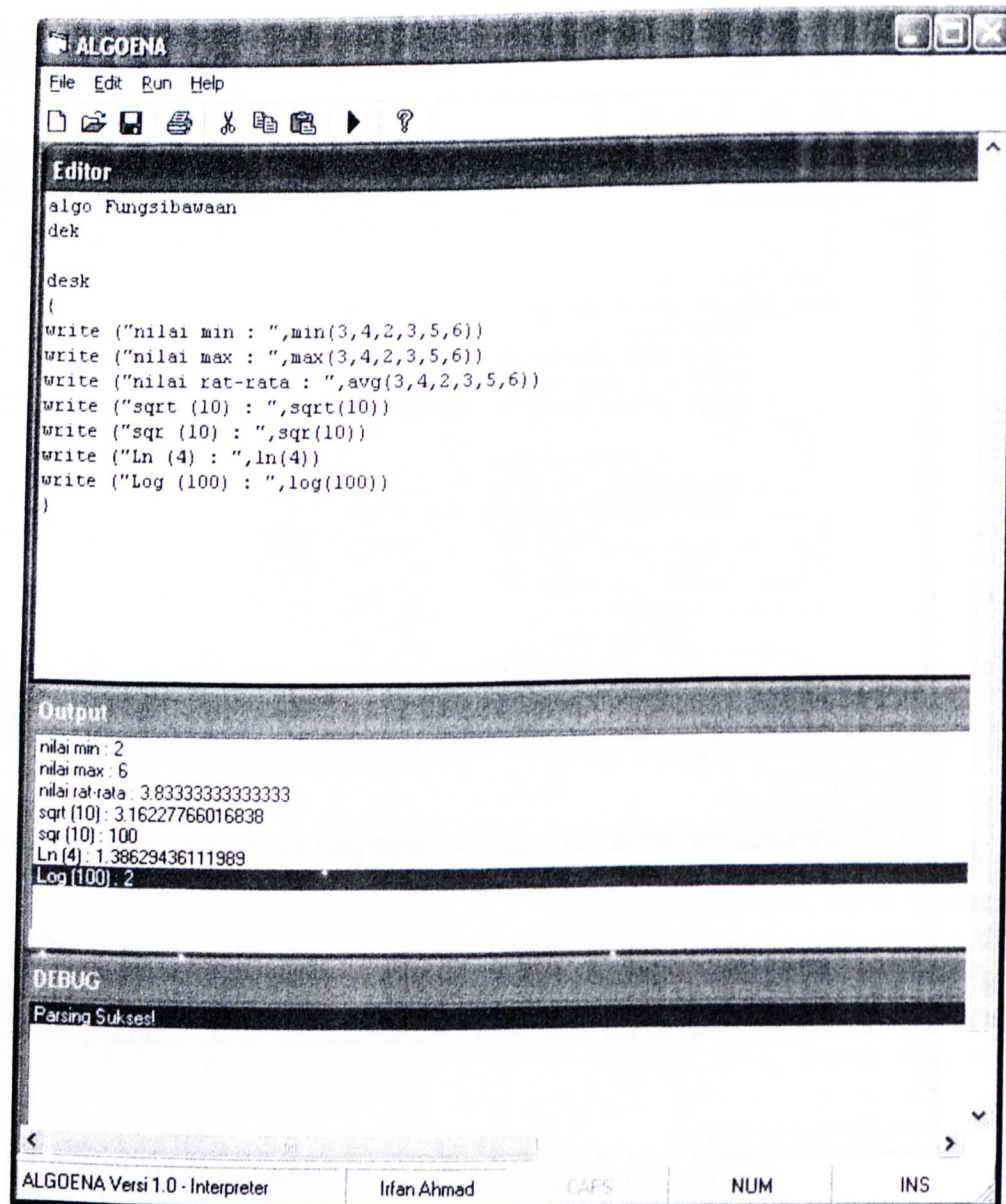 ALGOENA
File Edit Run Help
Editor
algo Fungsibawaan
dek
desk
{
write ("nilai min : ",min(3,4,2,3,5,6))
write ("nilai max : ",max(3,4,2,3,5,6))
write ("nilai rat-rata : ",avg(3,4,2,3,5,6))
write ("sqrt (10) : ",sqrt(10))
write ("sqr (10) : ",sqr(10))
write ("Ln (4) : ",ln(4))
write ("Log (100) : ",log(100))
}
Output
nilai min : 2
nilai max : 6
nilai rat-rata : 3.83333333333333
sqrt (10) : 3.16227766016838
sqr (10) : 100
Ln (4) : 1.38629436111989
Log (100) : 2
DEBUG
Parsing Sukses!
ALGOENA Versi 1.0 - Interpreter Irfan Ahmad CAPS NUM INS